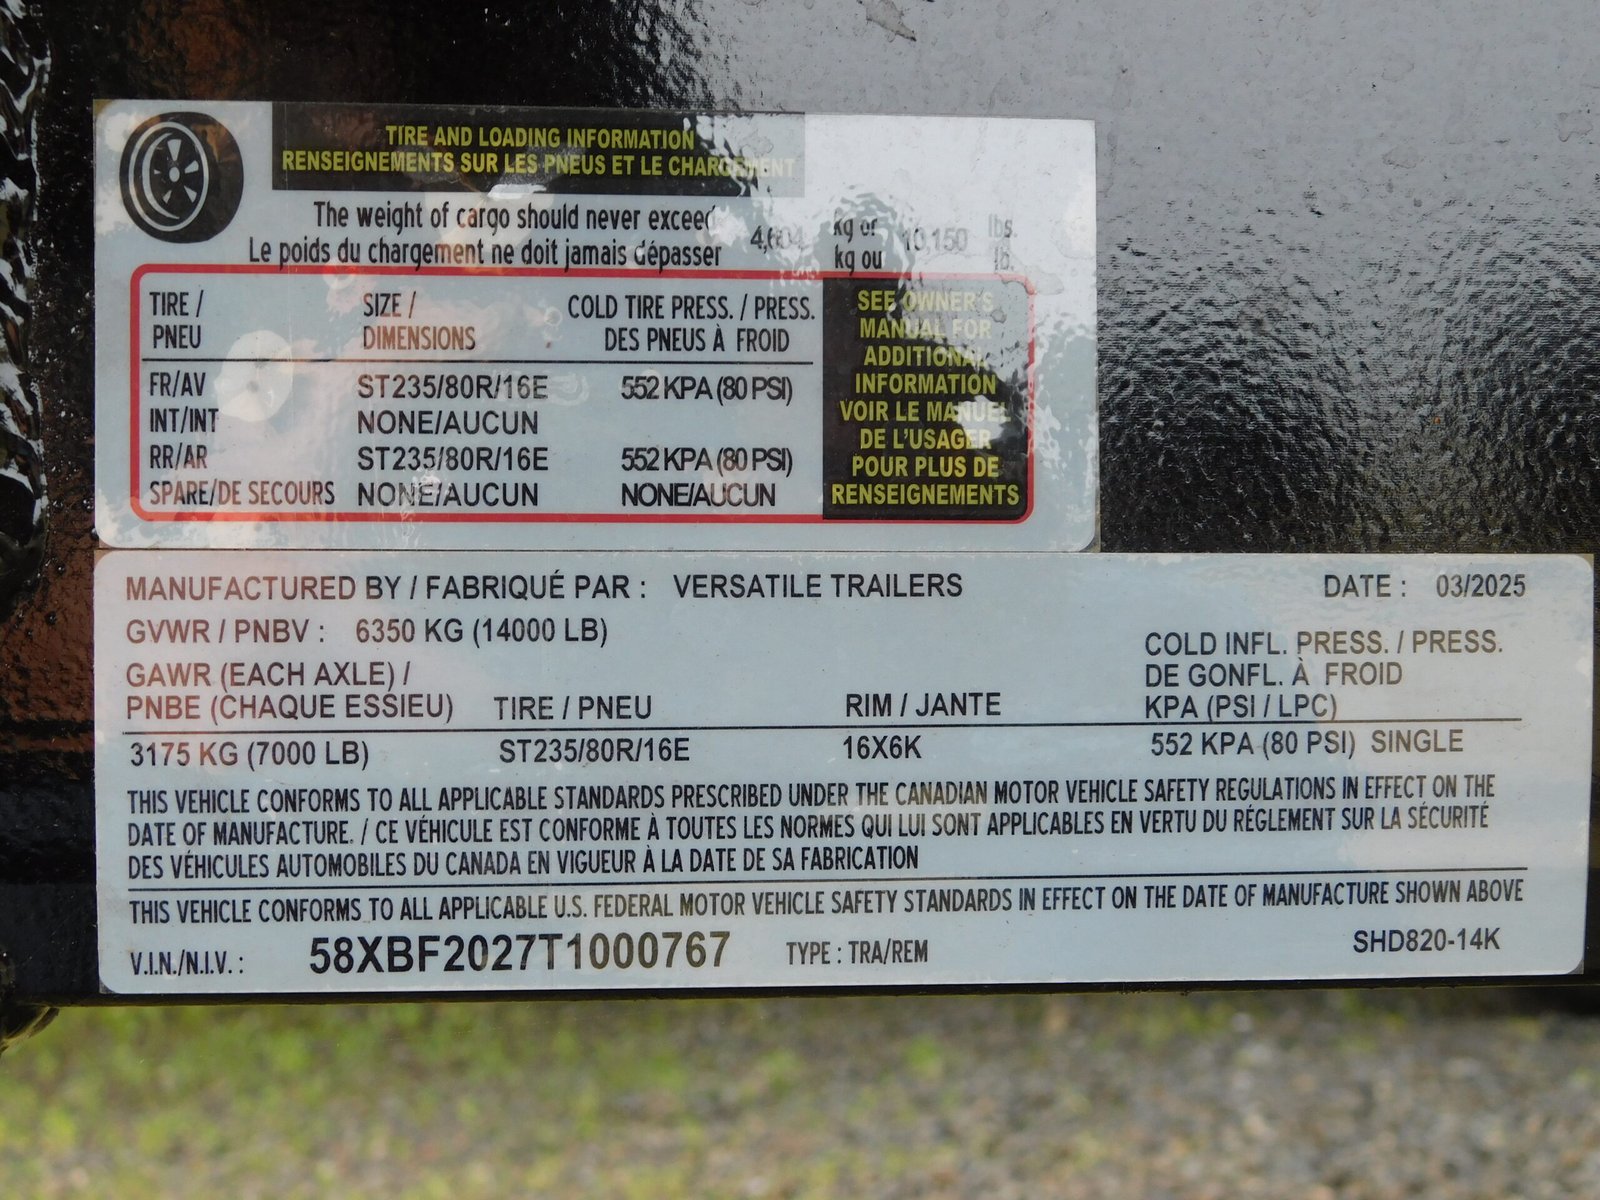 TIRE AND LOADING INFORMATION
RENSEIGNEMENTS SUR LES PNEUS ET LE CHARGEMENT
The weight of cargo should never exceed 4,604 kg or 10,150 lbs.
Le poids du chargement ne doit jamais dépasser kg ou lb.
TIRE / SIZE / COLD TIRE PRESS. / PRESS.
PNEU DIMENSIONS DES PNEUS À FROID
FR/AV ST235/80R/16E 552 KPA (80 PSI)
INT/INT NONE/AUCUN
RR/AR ST235/80R/16E 552 KPA (80 PSI)
SPARE/DE SECOURS NONE/AUCUN NONE/AUCUN
SEE OWNER'S
MANUAL FOR
ADDITIONAL
INFORMATION
VOIR LE MANUEL
DE L'USAGER
POUR PLUS DE
RENSEIGNEMENTS
MANUFACTURED BY / FABRIQUÉ PAR : VERSATILE TRAILERS DATE : 03/2025
GVWR / PNBV : 6350 KG (14000 LB)
GAWR (EACH AXLE) /
PNBE (CHAQUE ESSIEU) TIRE / PNEU RIM / JANTE
COLD INFL. PRESS. / PRESS.
DE GONFL. À FROID
KPA (PSI / LPC)
3175 KG (7000 LB) ST235/80R/16E 16X6K 552 KPA (80 PSI) SINGLE
THIS VEHICLE CONFORMS TO ALL APPLICABLE STANDARDS PRESCRIBED UNDER THE CANADIAN MOTOR VEHICLE SAFETY REGULATIONS IN EFFECT ON THE
DATE OF MANUFACTURE. / CE VÉHICULE EST CONFORME À TOUTES LES NORMES QUI LUI SONT APPLICABLES EN VERTU DU RÉGLEMENT SUR LA SÉCURITÉ
DES VÉHICULES AUTOMOBILES DU CANADA EN VIGUEUR À LA DATE DE SA FABRICATION
THIS VEHICLE CONFORMS TO ALL APPLICABLE U.S. FEDERAL MOTOR VEHICLE SAFETY STANDARDS IN EFFECT ON THE DATE OF MANUFACTURE SHOWN ABOVE
V.I.N./N.I.V. : 58XBF2027T1000767 TYPE : TRA/REM SHD820-14K